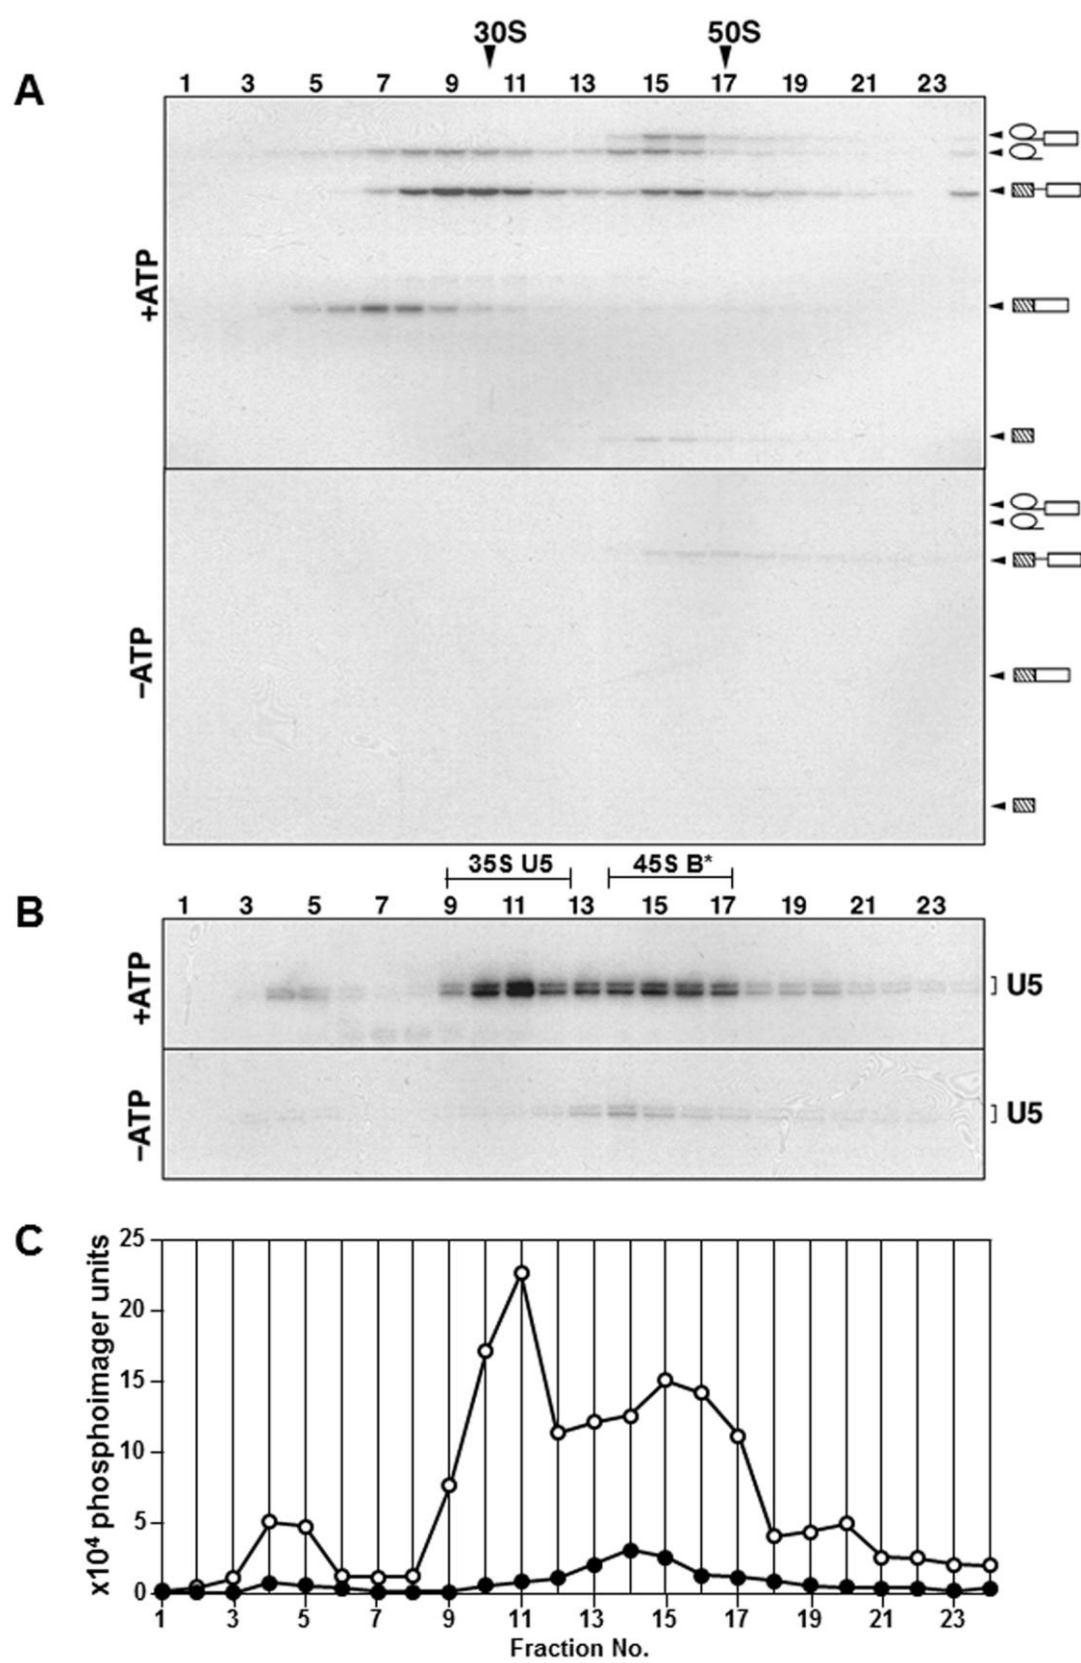 30S 50S
A 1 3 5 7 9 11 13 15 17 19 21 23
+ATP
–ATP
35S U5 45S B*
B 1 3 5 7 9 11 13 15 17 19 21 23
+ATP U5
–ATP U5
C
x10⁴ phosphoimager units
25
20
15
10
5
0
1 3 5 7 9 11 13 15 17 19 21 23
Fraction No.